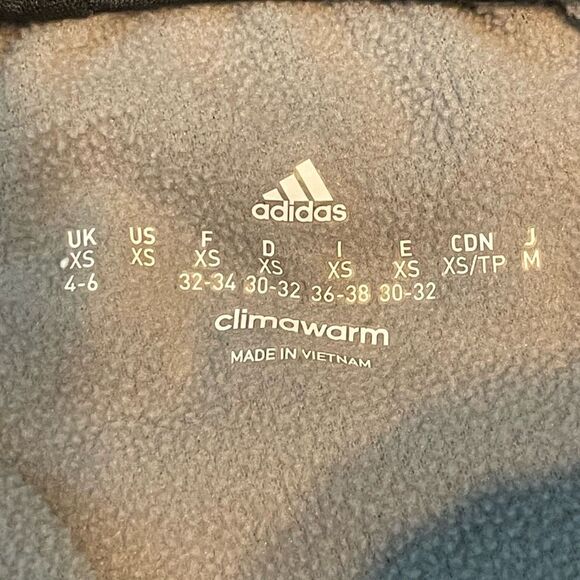 adidas
UK US F D I E CDN J
XS XS XS XS XS XS XS/TP M
4-6 32-34 30-32 36-38 30-32
climawarm
MADE IN VIETNAM